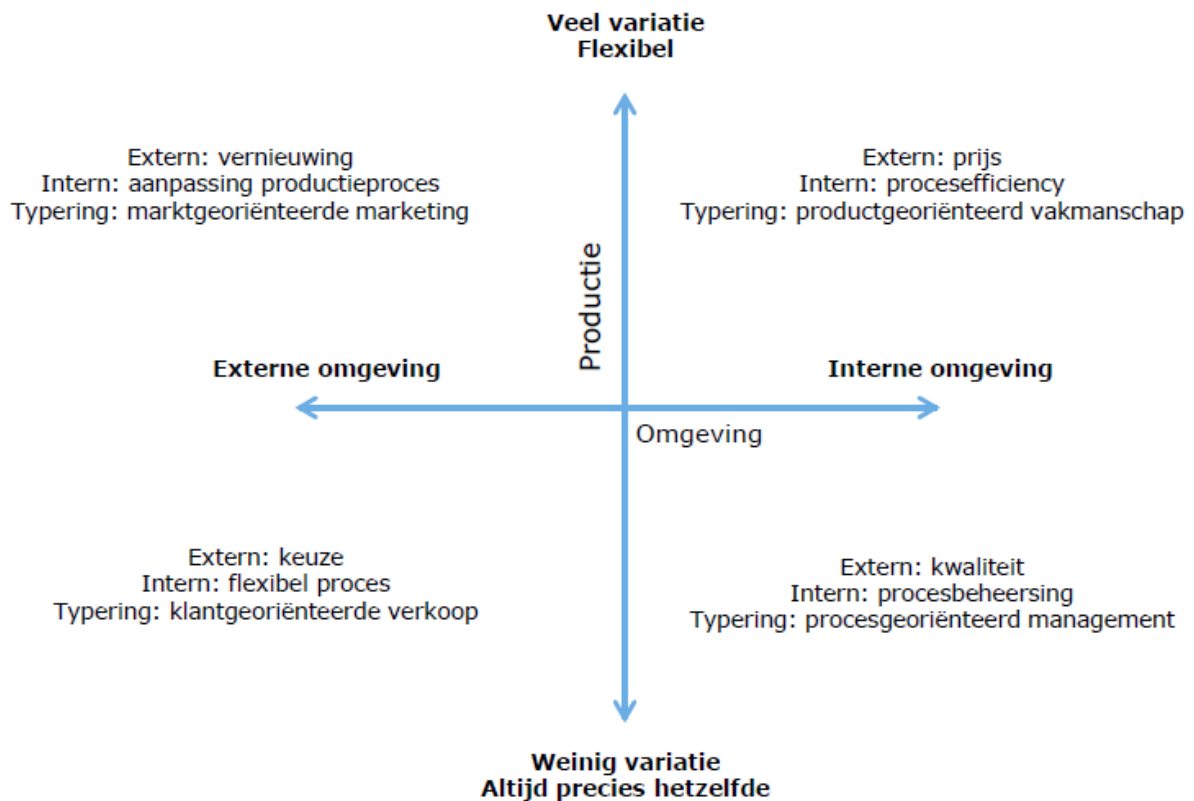 Veel variatie
Flexibel
Extern: vernieuwing
Intern: aanpassing productieproces
Typering: marktgeoriënteerde marketing
Extern: prijs
Intern: procesefficiency
Typering: productgeoriënteerd vakmanschap
Productie
Externe omgeving
Interne omgeving
Omgeving
Extern: keuze
Intern: flexibel proces
Typering: klantgeoriënteerde verkoop
Extern: kwaliteit
Intern: procesbeheersing
Typering: procesgeoriënteerd management
Weinig variatie
Altijd precies hetzelfde